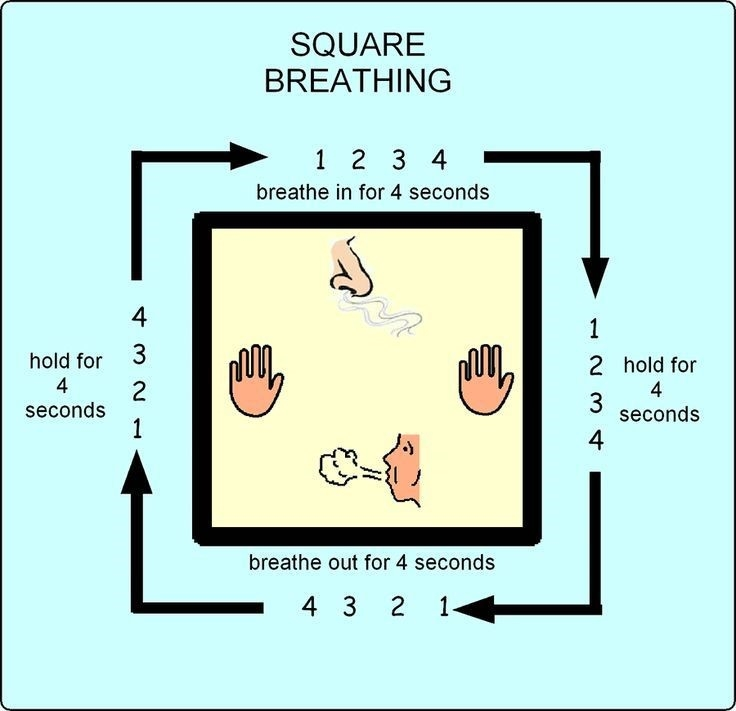 SQUARE
BREATHING
1 2 3 4
breathe in for 4 seconds
1
2
3
4
hold for
4
seconds
breathe out for 4 seconds
4 3 2 1
4
3
2
1
hold for
4
seconds